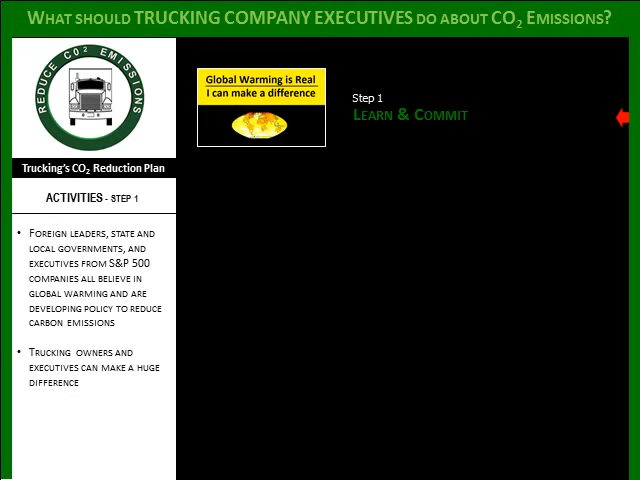 WHAT SHOULD TRUCKING COMPANY EXECUTIVES DO ABOUT CO2 EMISSIONS?
REDUCE CO2 EMISSIONS
Trucking's CO2 Reduction Plan
ACTIVITIES - STEP 1
• FOREIGN LEADERS, STATE AND
LOCAL GOVERNMENTS, AND
EXECUTIVES FROM S&P 500
COMPANIES ALL BELIEVE IN
GLOBAL WARMING AND ARE
DEVELOPING POLICY TO REDUCE
CARBON EMISSIONS
• TRUCKING OWNERS AND
EXECUTIVES CAN MAKE A HUGE
DIFFERENCE
Global Warming is Real
I can make a difference
Step 1
LEARN & COMMIT